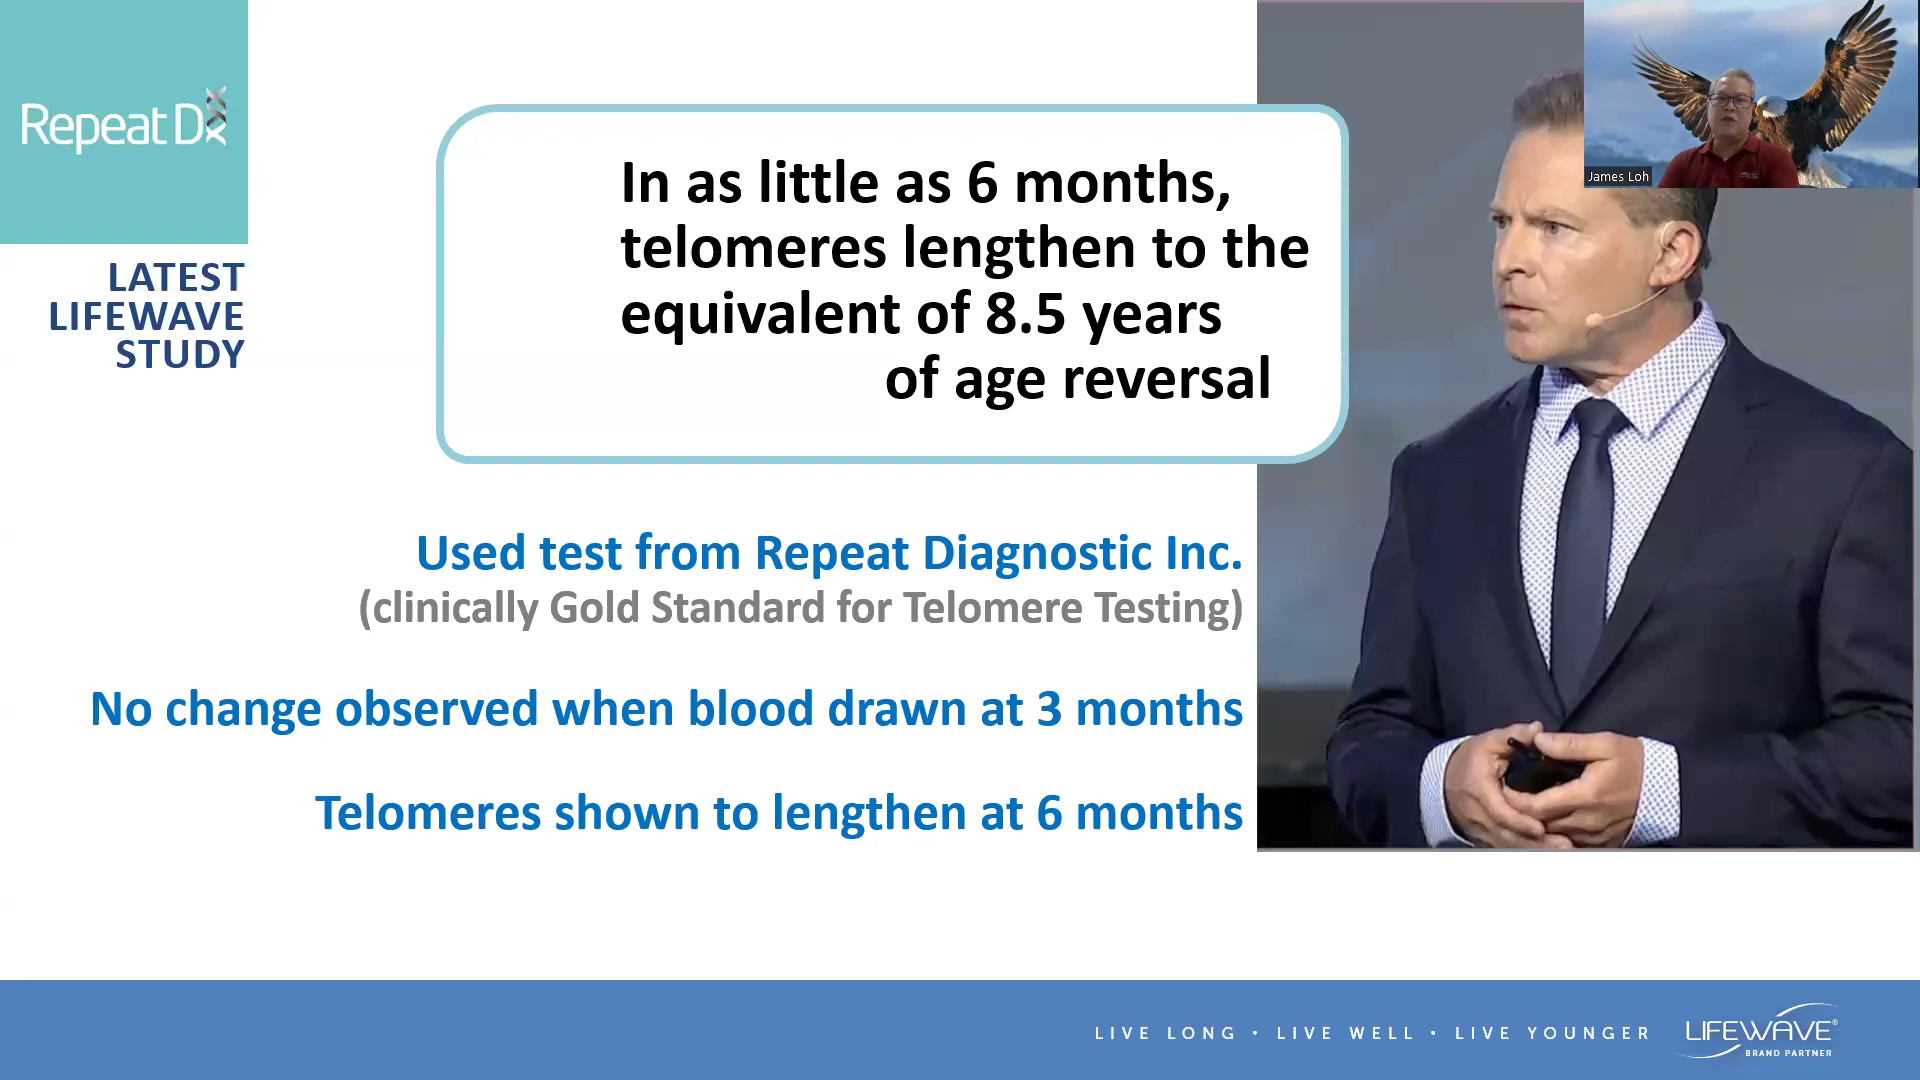 Repeat Dx
LATEST
LIFEWAVE
STUDY
In as little as 6 months,
telomeres lengthen to the
equivalent of 8.5 years
of age reversal
James Loh
Used test from Repeat Diagnostic Inc.
(clinically Gold Standard for Telomere Testing)
No change observed when blood drawn at 3 months
Telomeres shown to lengthen at 6 months
LIVE LONG • LIVE WELL • LIVE YOUNGER
LIFEWAVE®
BRAND PARTNER